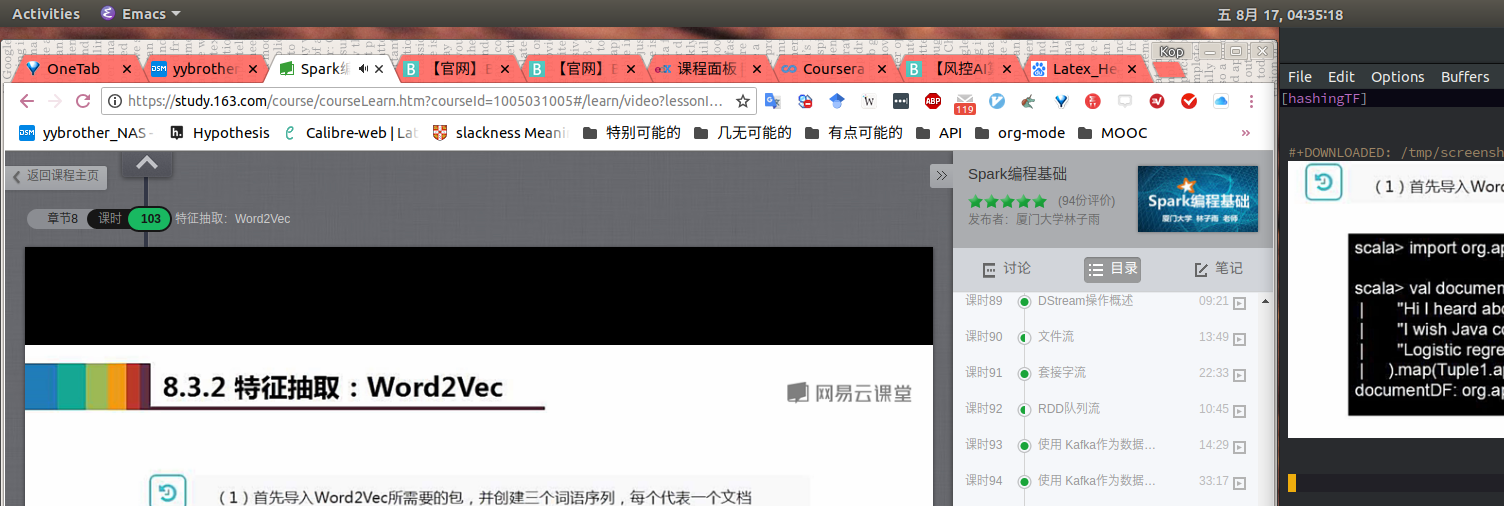 Activities Emacs 五 8月 17, 04:35:18
Kop
OneTab yybrother Spark编 【官网】E 【官网】E 课程面板 | Coursera 【风控AI Latex_He
https://study.163.com/course/courseLearn.htm?courseId=1005031005#/learn/video?lessonI… W ABP 119
yybrother_NAS - Hypothesis Calibre-web | Lat slackness Meani 特别可能的 几无可能的 有点可能的 API org-mode MOOC »
返回课程主页
章节8 课时 103 特征抽取：Word2Vec
8.3.2 特征抽取：Word2Vec
网易云课堂
（1）首先导入Word2Vec所需要的包，并创建三个词语序列，每个代表一个文档
Spark编程基础
(94份评价)
发布者：厦门大学林子雨
Spark编程基础
厦门大学 林子雨 老师
讨论 目录 笔记
课时89 DStream操作概述 09:21
课时90 文件流 13:49
课时91 套接字流 22:33
课时92 RDD队列流 10:45
课时93 使用 Kafka作为数据… 14:29
课时94 使用 Kafka作为数据… 33:17
File Edit Options Buffers
[hashingTF]
#+DOWNLOADED: /tmp/screensh
（1）首先导入Wor
scala> import org.ap
scala> val documen
| "Hi I heard abo
| "I wish Java co
| "Logistic regre
| ).map(Tuple1.ap
documentDF: org.ap